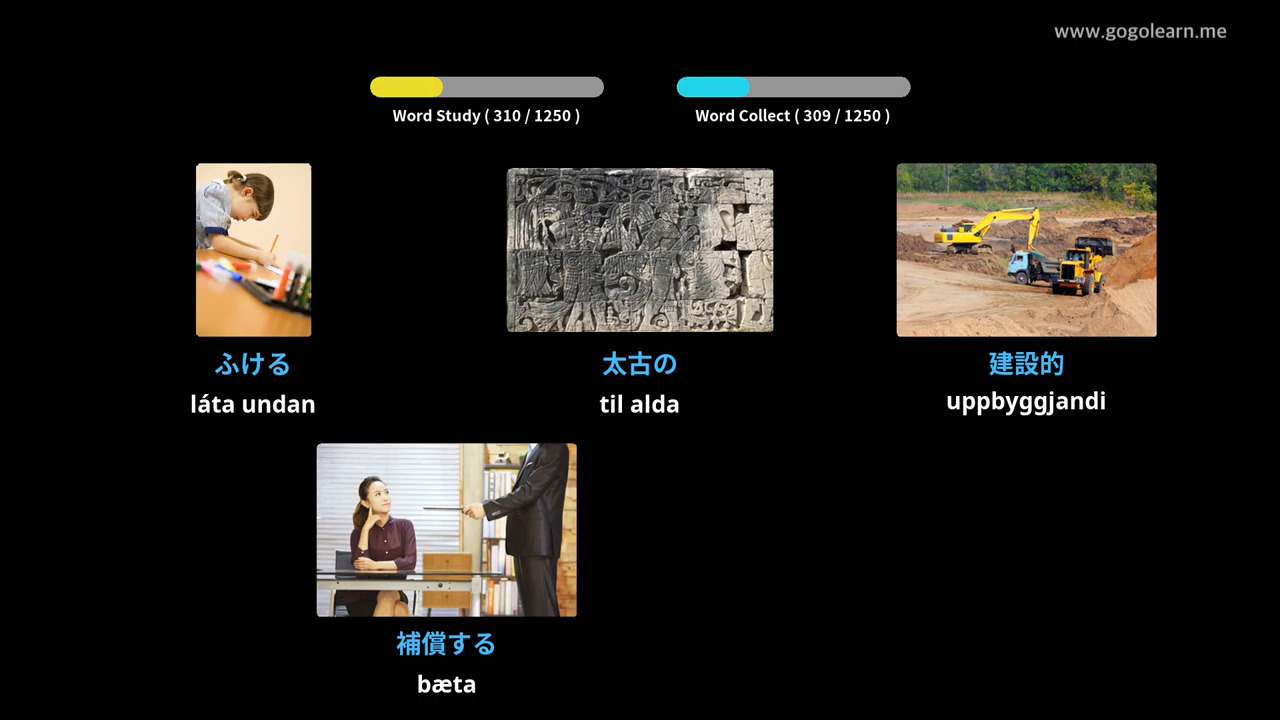 www.gogolearn.me
Word Study ( 310 / 1250 )
Word Collect ( 309 / 1250 )
ふける
láta undan
太古の
til alda
建設的
uppbyggjandi
補償する
bæta